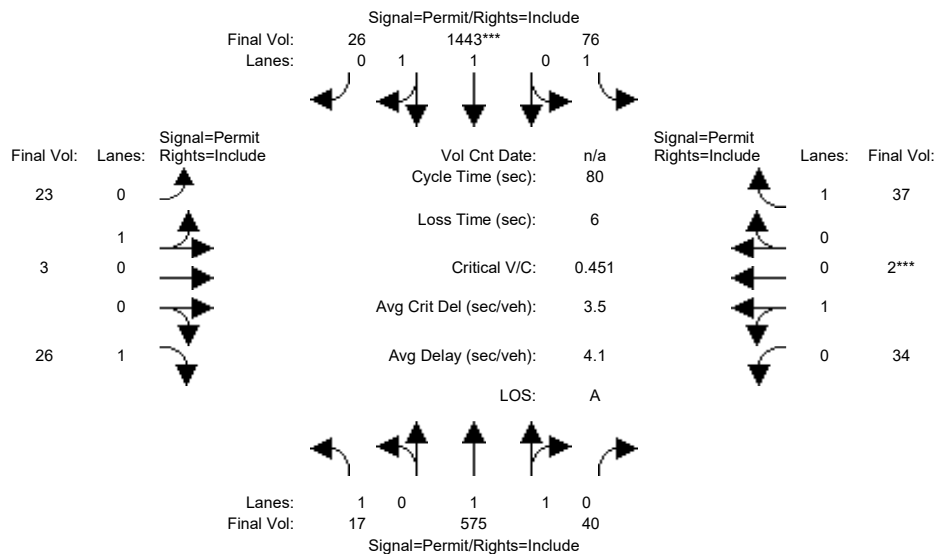 Signal=Permit/Rights=Include
Final Vol: 26 1443*** 76
Lanes: 0 1 1 0 1
Signal=Permit
Final Vol: Lanes: Rights=Include
Vol Cnt Date: n/a
Signal=Permit
Rights=Include Lanes: Final Vol:
Cycle Time (sec): 80
23 0
1 37
Loss Time (sec): 6
1
0
3 0
Critical V/C: 0.451
0 2***
0
Avg Crit Del (sec/veh): 3.5
1
26 1
Avg Delay (sec/veh): 4.1
0 34
LOS: A
Lanes: 1 0 1 1 0
Final Vol: 17 575 40
Signal=Permit/Rights=Include